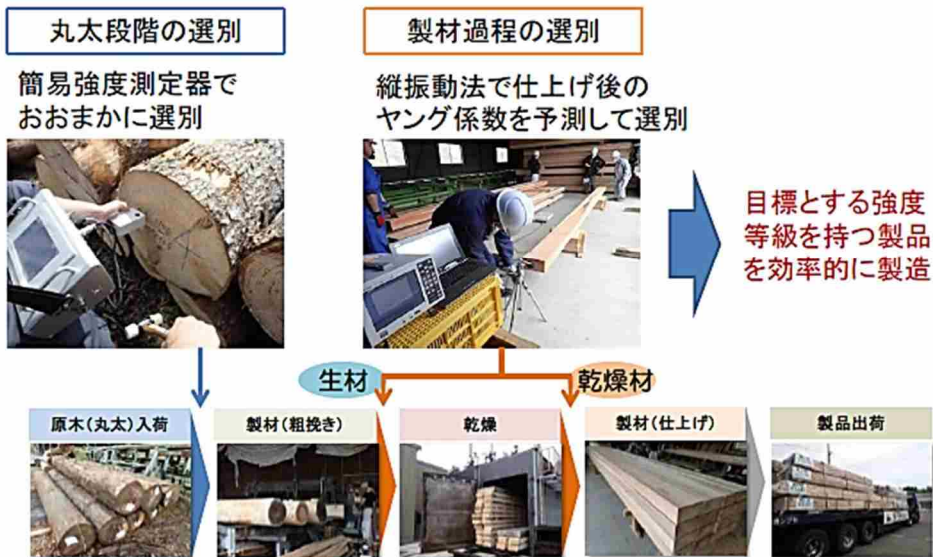 丸太段階の選別
簡易強度測定器で
おおまかに選別
製材過程の選別
縦振動法で仕上げ後の
ヤング係数を予測して選別
目標とする強度
等級を持つ製品
を効率的に製造
生材
乾燥材
原木(丸太)入荷
製材(粗挽き)
乾燥
製材(仕上げ)
製品出荷